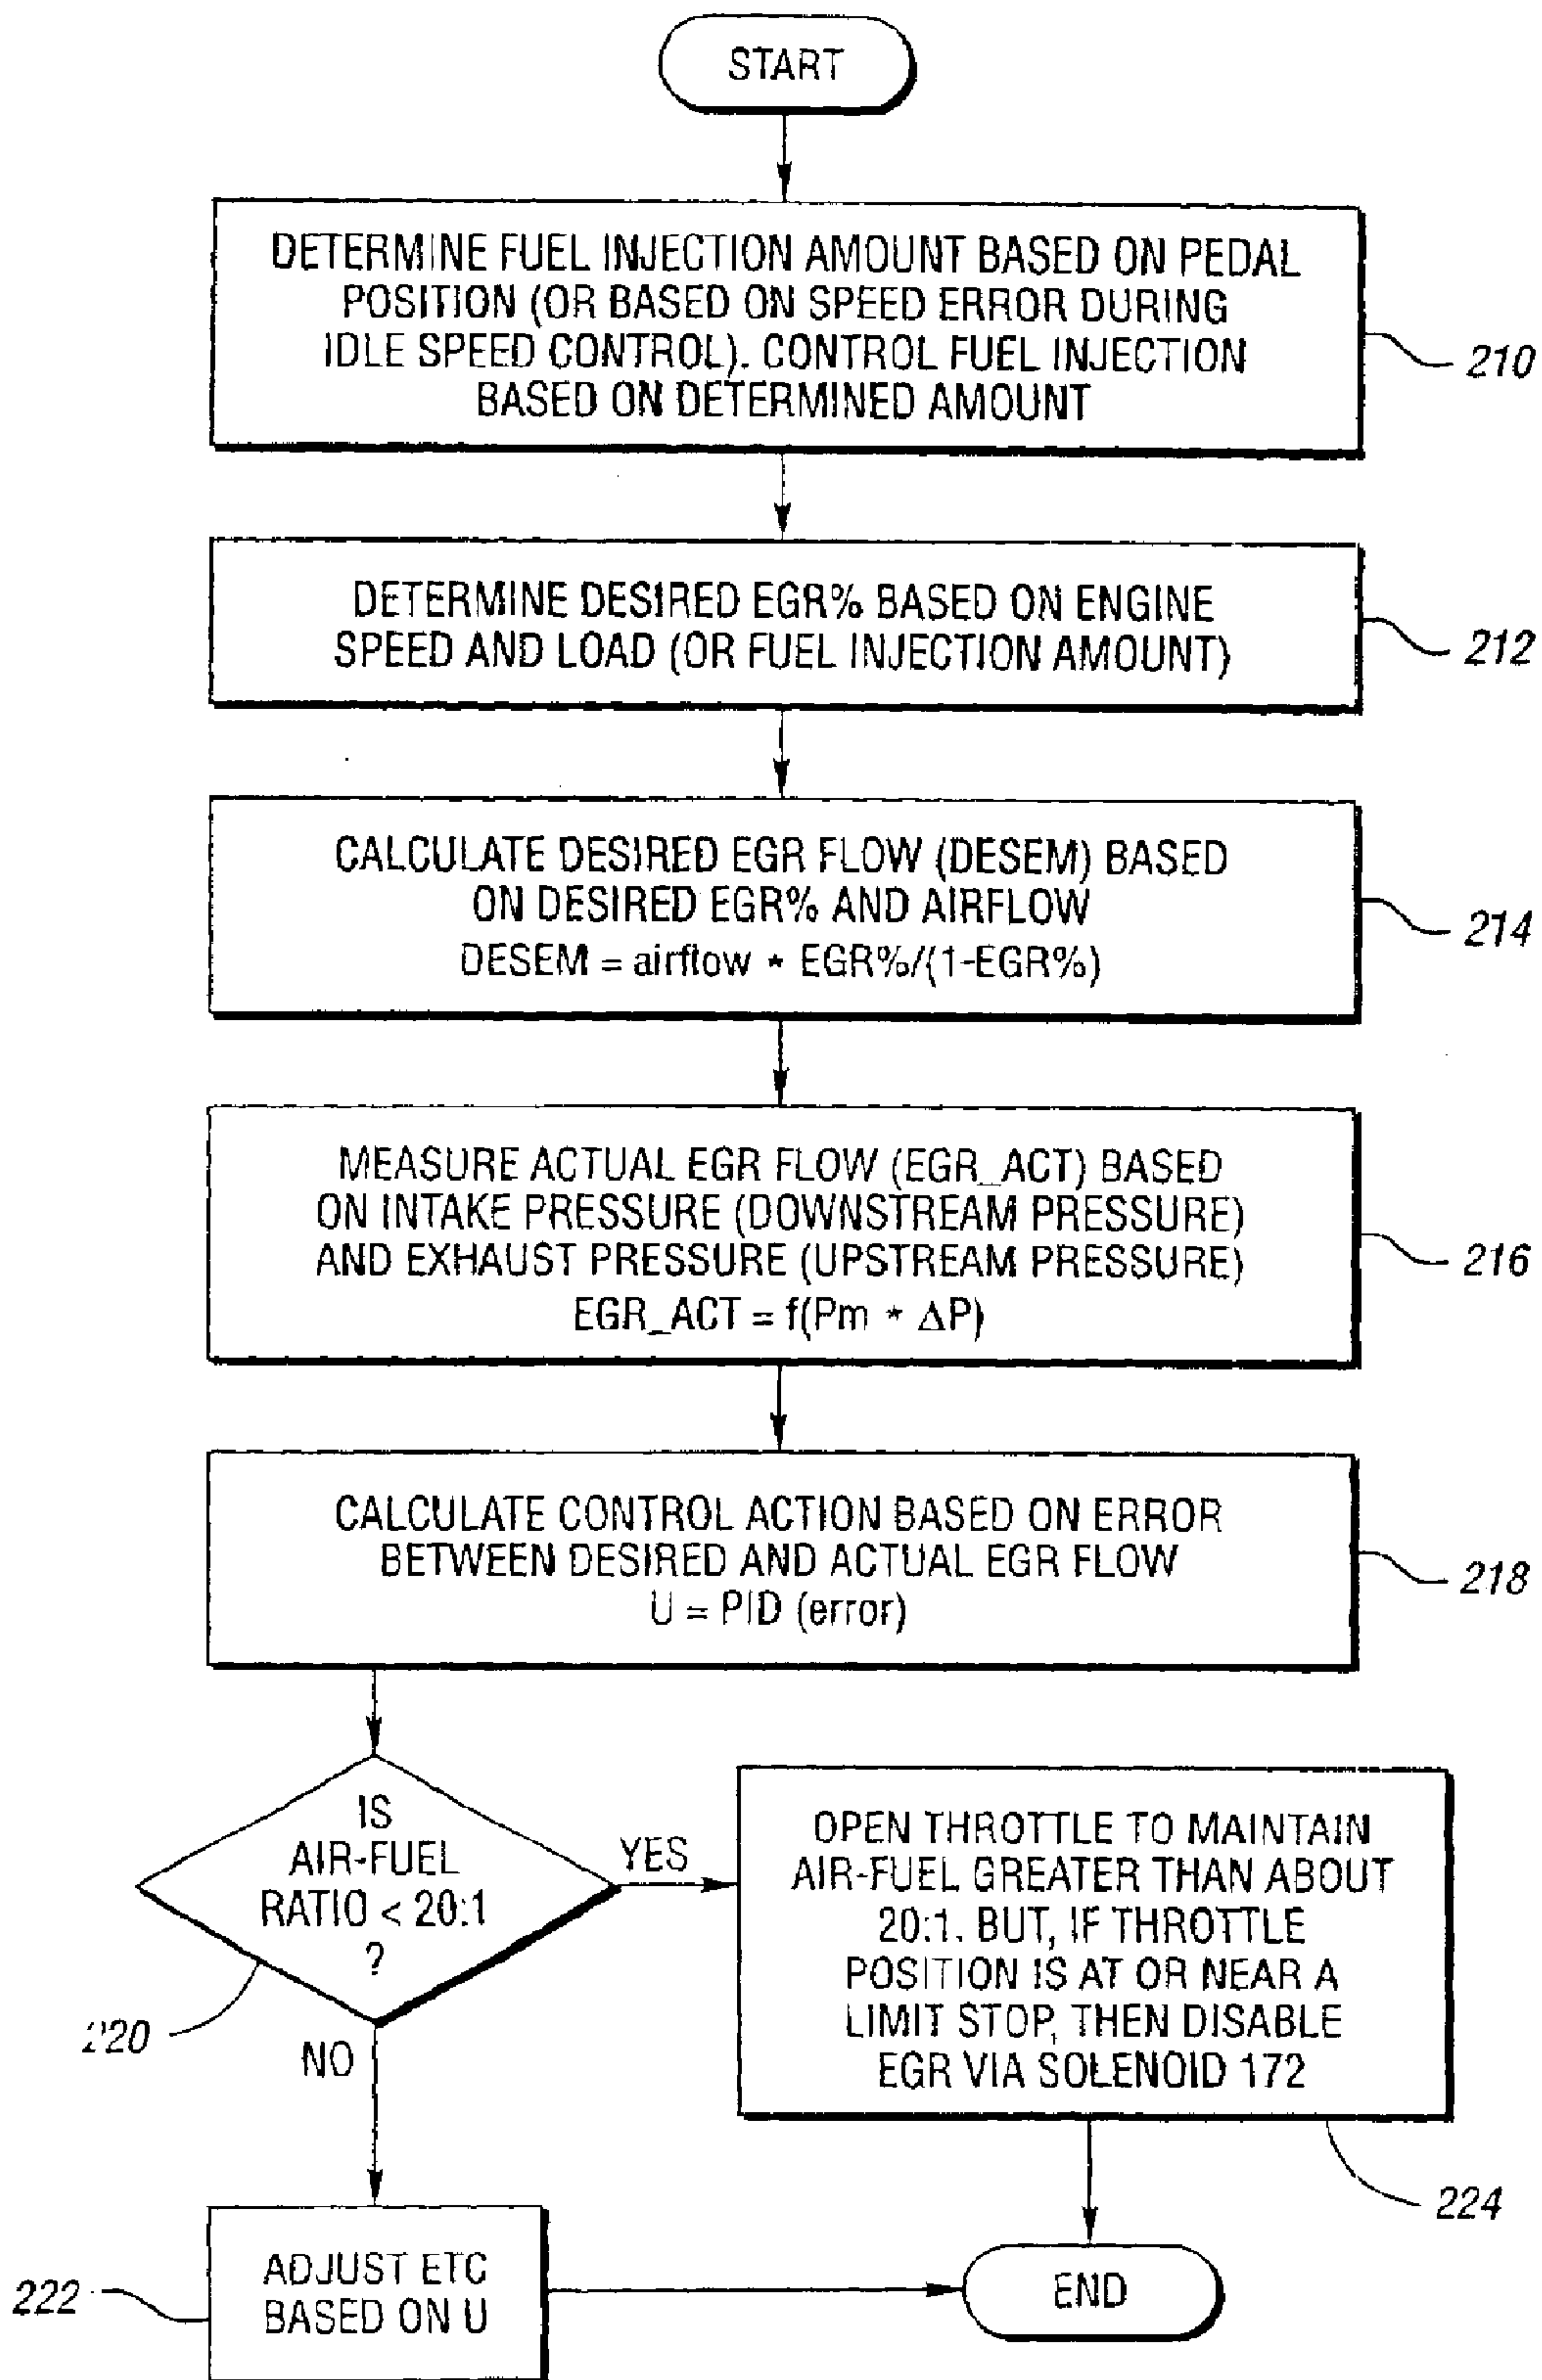 START
DETERMINE FUEL INJECTION AMOUNT BASED ON PEDAL
POSITION (OR BASED ON SPEED ERROR DURING
IDLE SPEED CONTROL). CONTROL FUEL INJECTION
BASED ON DETERMINED AMOUNT
210
DETERMINE DESIRED EGR% BASED ON ENGINE
SPEED AND LOAD (OR FUEL INJECTION AMOUNT)
212
CALCULATE DESIRED EGR FLOW (DESEM) BASED
ON DESIRED EGR% AND AIRFLOW
DESEM = airflow * EGR%/(1-EGR%)
214
MEASURE ACTUAL EGR FLOW (EGR_ACT) BASED
ON INTAKE PRESSURE (DOWNSTREAM PRESSURE)
AND EXHAUST PRESSURE (UPSTREAM PRESSURE)
EGR_ACT = f(Pm * ΔP)
216
CALCULATE CONTROL ACTION BASED ON ERROR
BETWEEN DESIRED AND ACTUAL EGR FLOW
U = PID (error)
218
IS
AIR-FUEL
RATIO < 20:1
?
220
YES
NO
OPEN THROTTLE TO MAINTAIN
AIR-FUEL GREATER THAN ABOUT
20:1. BUT, IF THROTTLE
POSITION IS AT OR NEAR A
LIMIT STOP, THEN DISABLE
EGR VIA SOLENOID 172
224
ADJUST ETC
BASED ON U
222
END